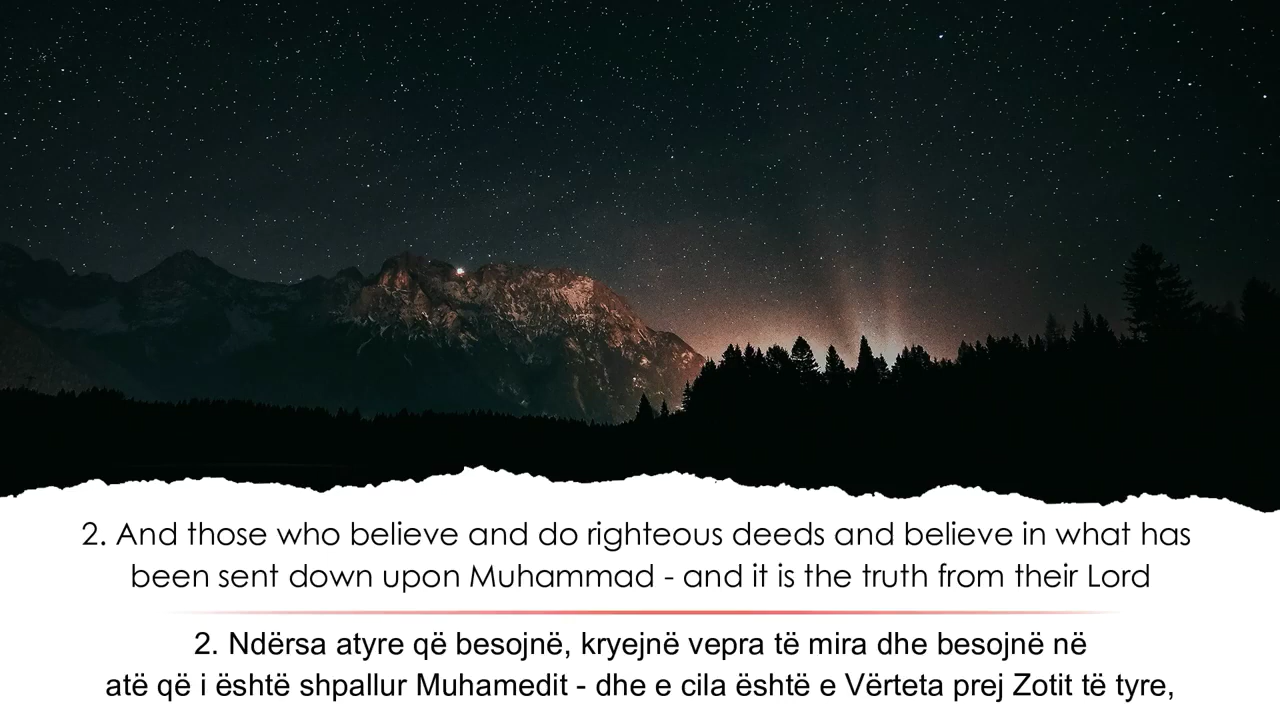 2. And those who believe and do righteous deeds and believe in what has
been sent down upon Muhammad - and it is the truth from their Lord
2. Ndërsa atyre që besojnë, kryejnë vepra të mira dhe besojnë në
atë që i është shpallur Muhamedit - dhe e cila është e Vërteta prej Zotit të tyre,